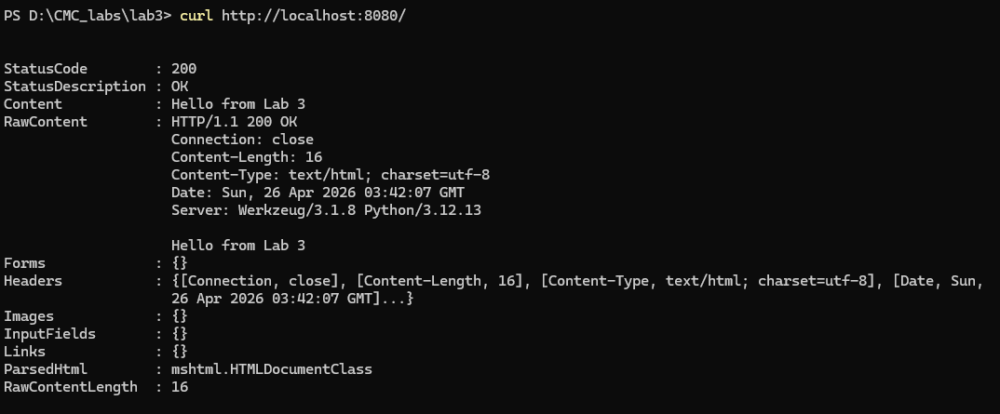 PS D:\CMC_labs\lab3> curl http://localhost:8080/
StatusCode        : 200
StatusDescription : OK
Content           : Hello from Lab 3
RawContent        : HTTP/1.1 200 OK
                    Connection: close
                    Content-Length: 16
                    Content-Type: text/html; charset=utf-8
                    Date: Sun, 26 Apr 2026 03:42:07 GMT
                    Server: Werkzeug/3.1.8 Python/3.12.13
                    Hello from Lab 3
Forms             : {}
Headers           : {[Connection, close], [Content-Length, 16], [Content-Type, text/html; charset=utf-8], [Date, Sun,
                    26 Apr 2026 03:42:07 GMT]...}
Images            : {}
InputFields       : {}
Links             : {}
ParsedHtml        : mshtml.HTMLDocumentClass
RawContentLength  : 16